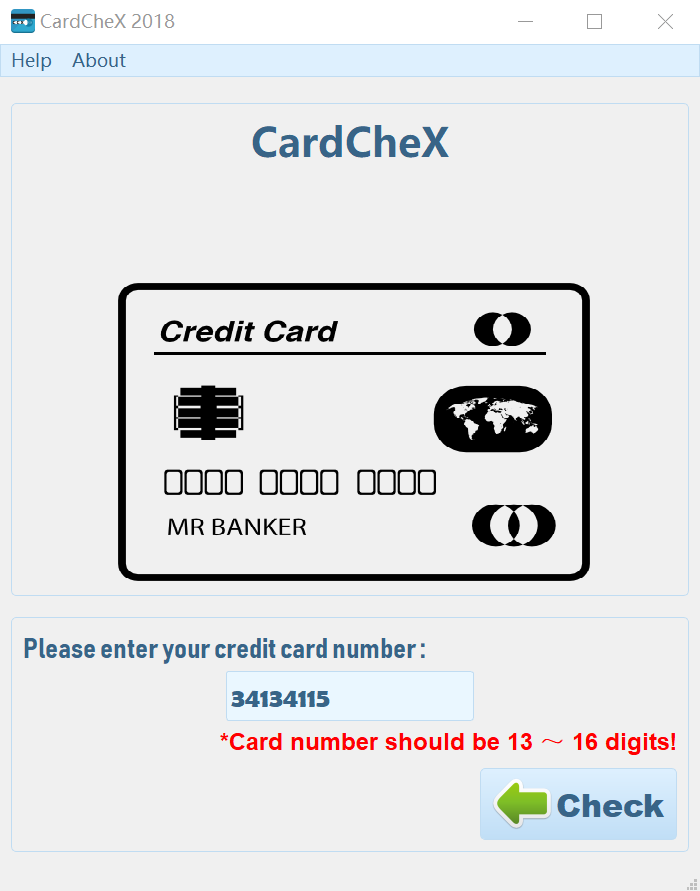 CardCheX 2018
Help About
CardCheX
Credit Card
MR BANKER
Please enter your credit card number :
34134115
*Card number should be 13 ～ 16 digits!
Check